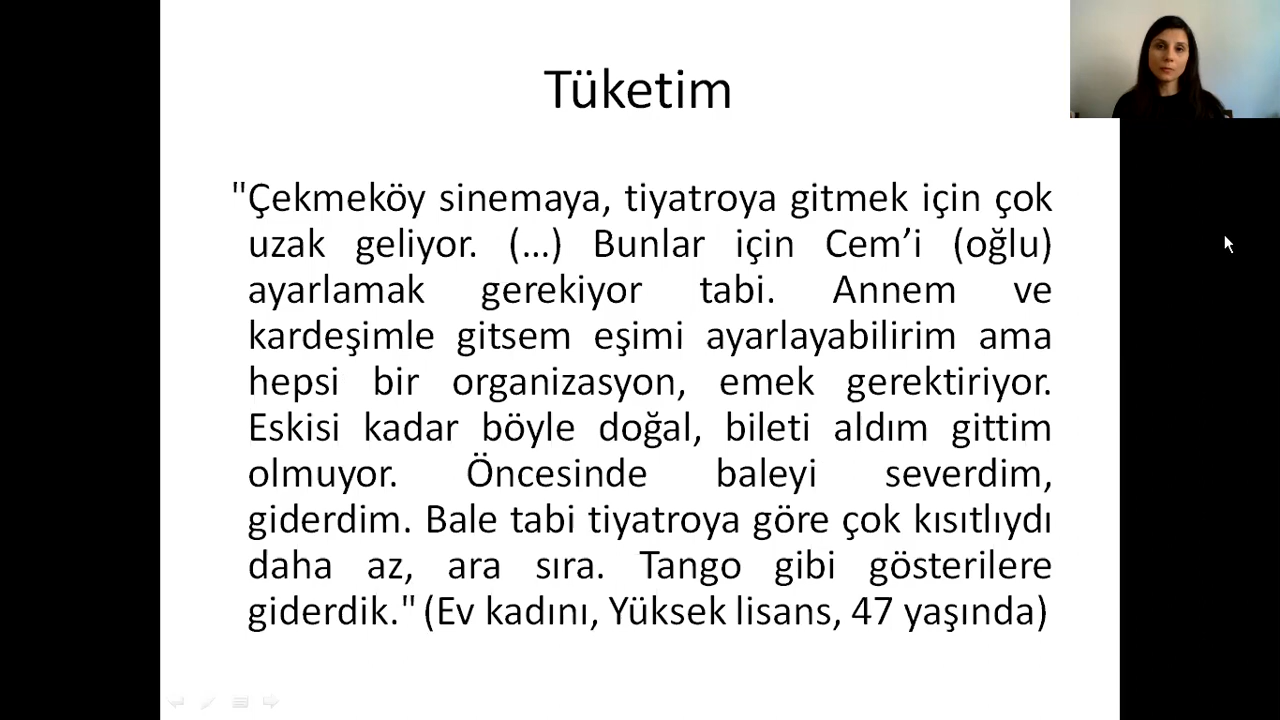 Tüketim
"Çekmeköy sinemaya, tiyatroya gitmek için çok
uzak geliyor. (...) Bunlar için Cem’i (oğlu)
ayarlamak gerekiyor tabi. Annem ve
kardeşimle gitsem eşimi ayarlayabilirim ama
hepsi bir organizasyon, emek gerektiriyor.
Eskisi kadar böyle doğal, bileti aldım gittim
olmuyor. Öncesinde baleyi severdim,
giderdim. Bale tabi tiyatroya göre çok kısıtlıydı
daha az, ara sıra. Tango gibi gösterilere
giderdik." (Ev kadını, Yüksek lisans, 47 yaşında)